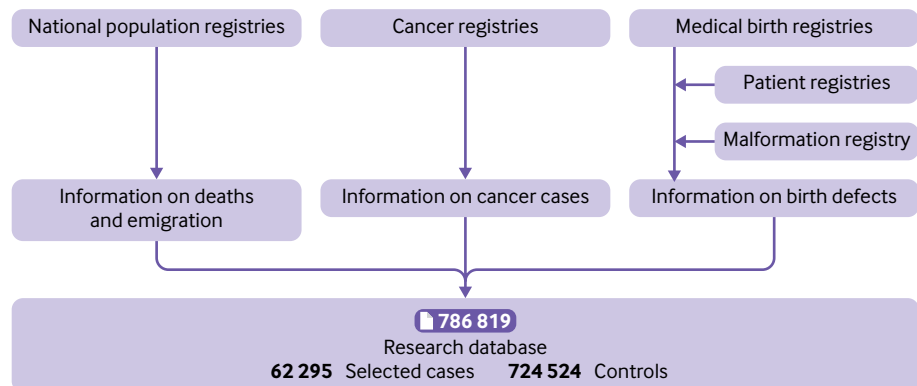 National population registries
Cancer registries
Medical birth registries
Patient registries
Malformation registry
Information on deaths
and emigration
Information on cancer cases
Information on birth defects
786 819
Research database
62 295 Selected cases 724 524 Controls